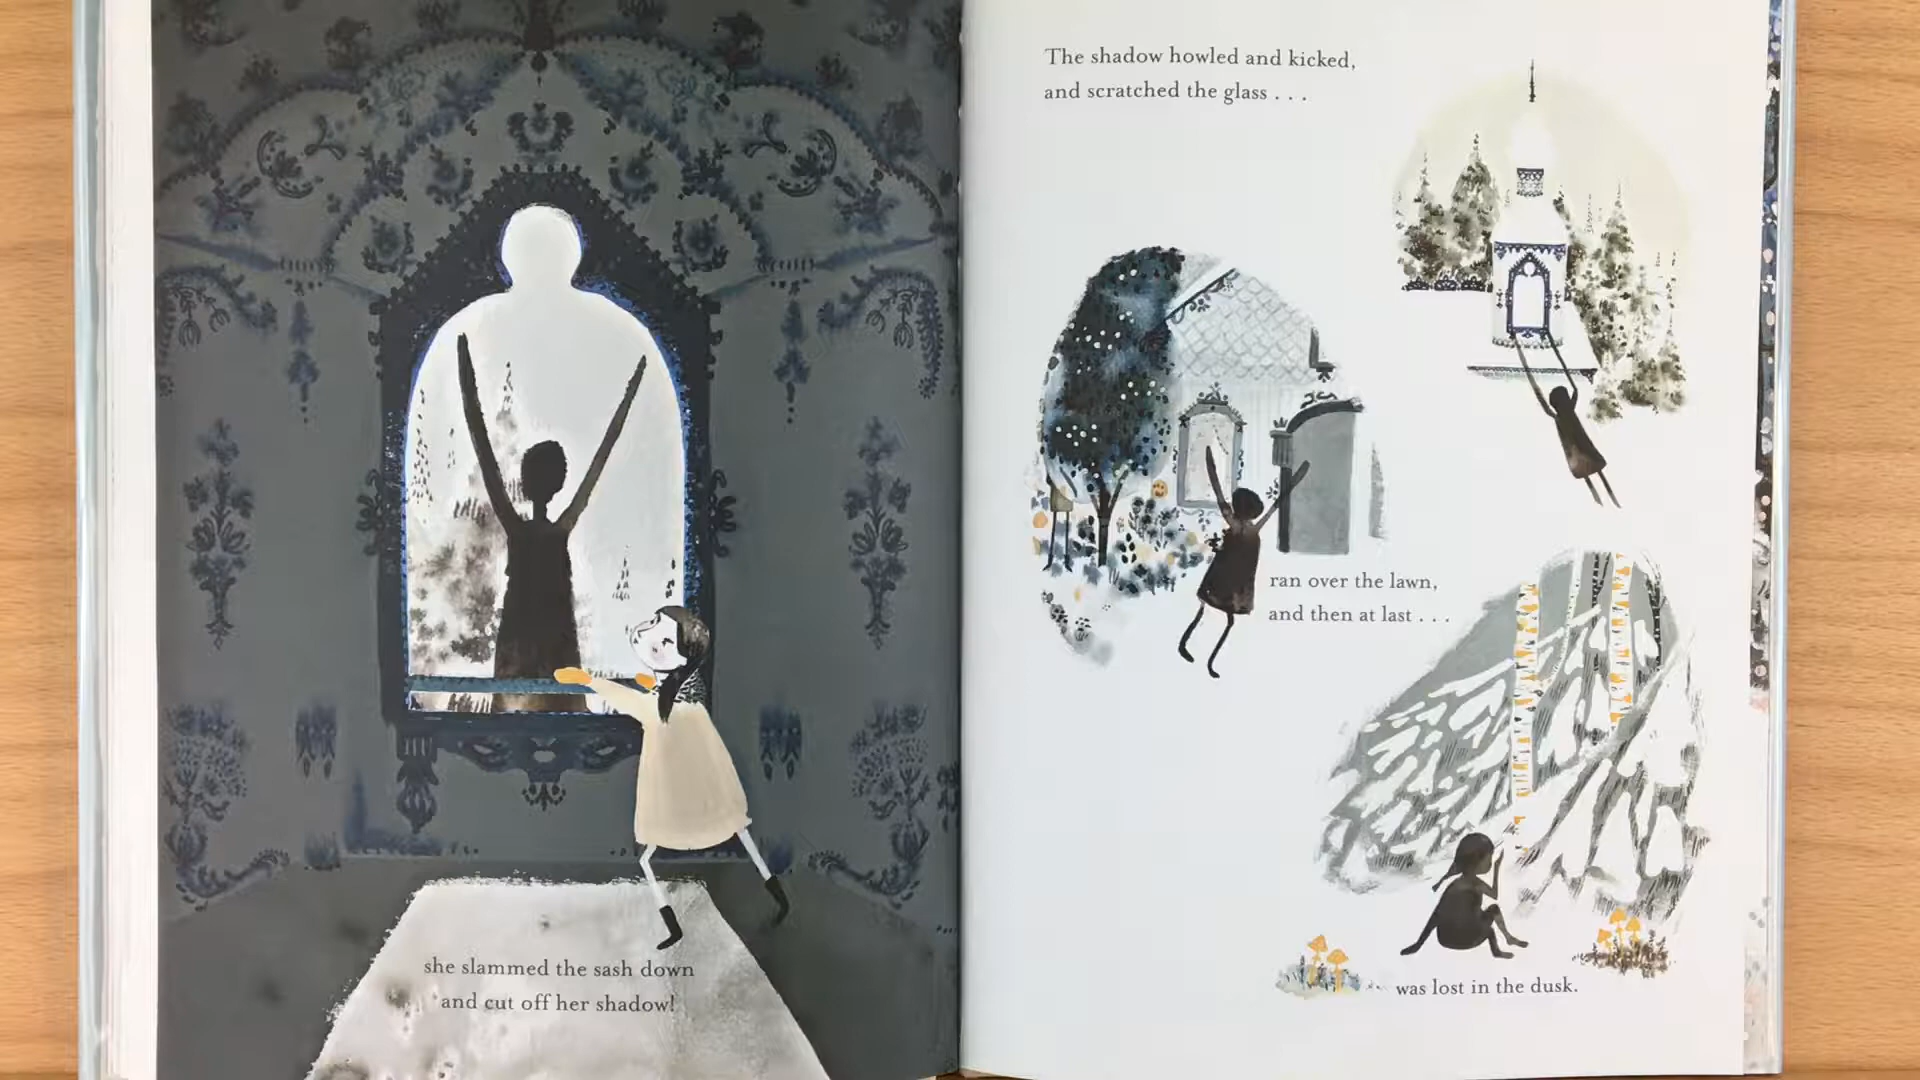 she slammed the sash down
and cut off her shadow!
The shadow howled and kicked,
and scratched the glass . . .
ran over the lawn,
and then at last . . .
was lost in the dusk.